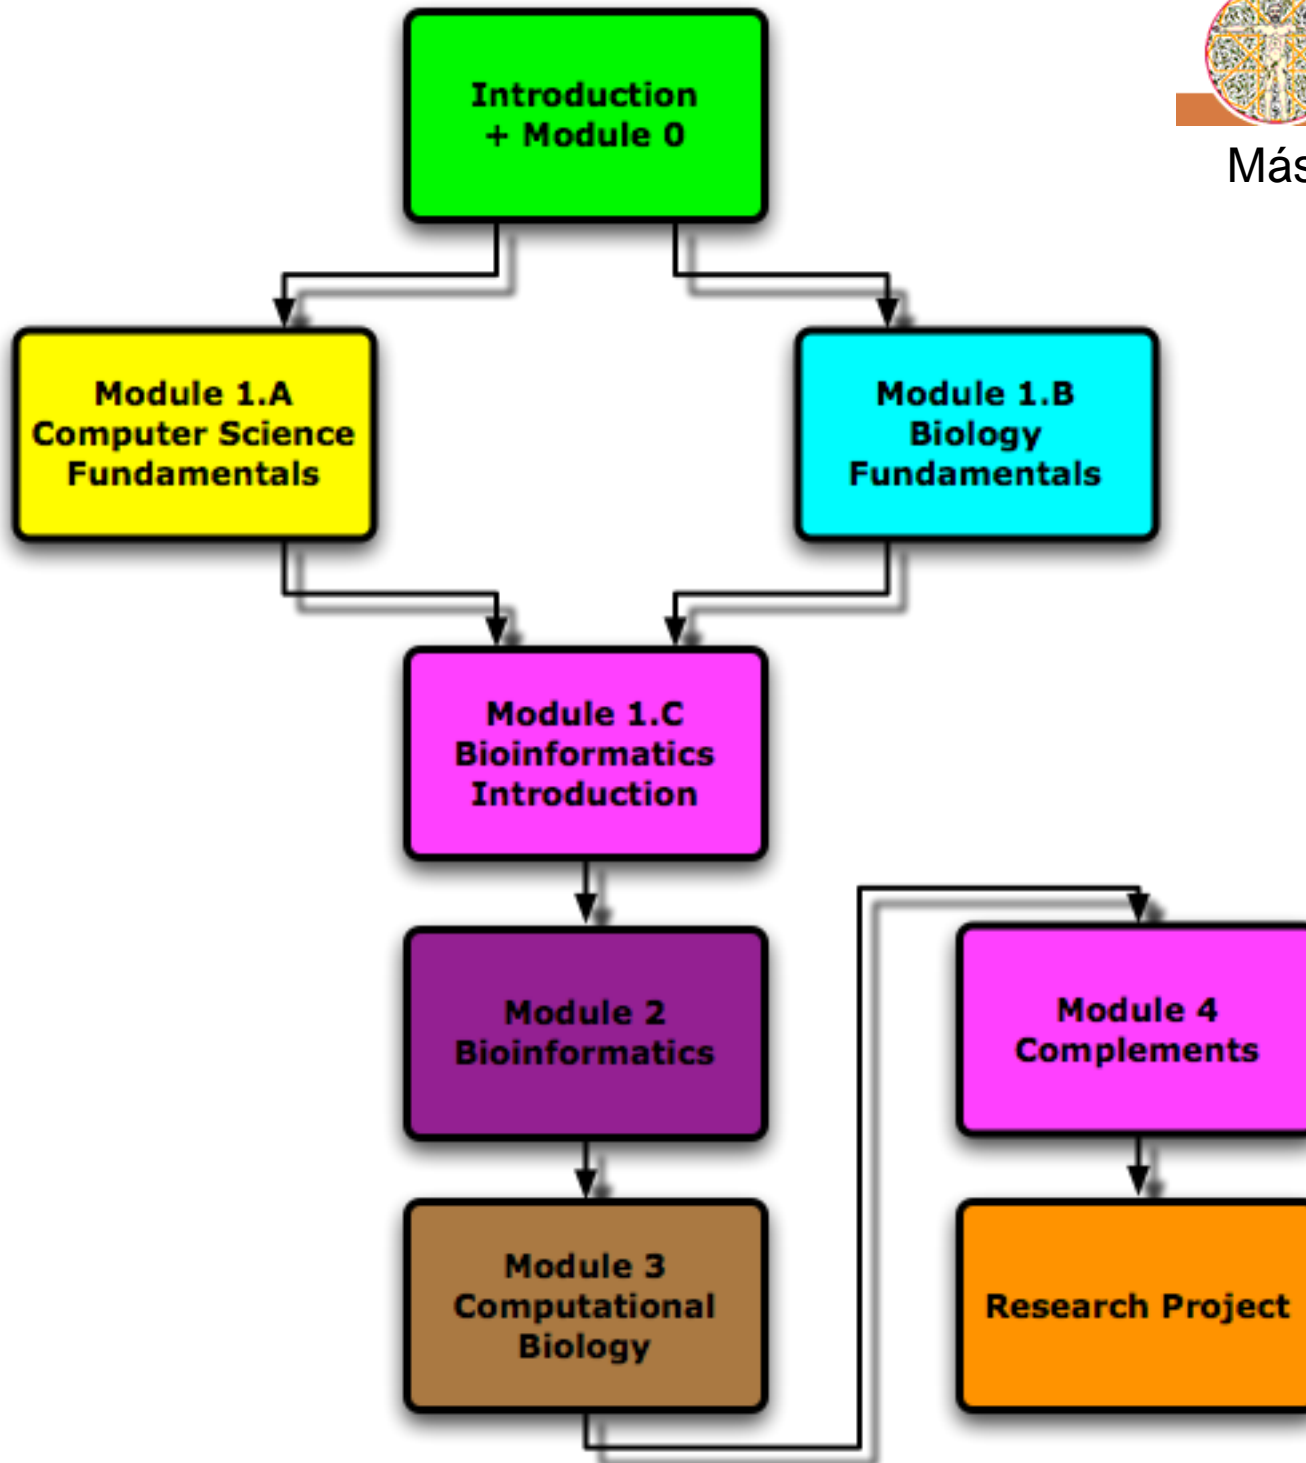 Introduction
+ Module 0
Más
Module 1.A
Computer Science
Fundamentals
Module 1.B
Biology
Fundamentals
Module 1.C
Bioinformatics
Introduction
Module 2
Bioinformatics
Module 4
Complements
Module 3
Computational
Biology
Research Project